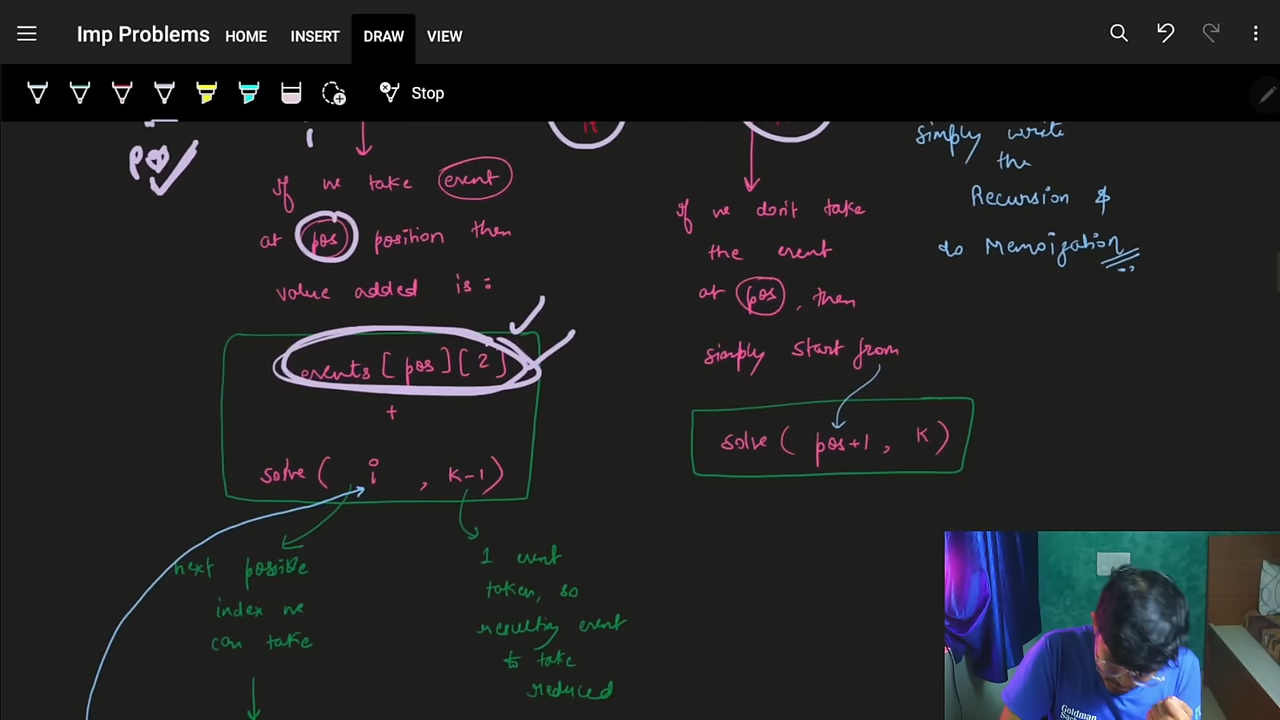 Imp Problems HOME INSERT DRAW VIEW
Stop
pos
i
If we take event
at pos position then
value added is :
events [ pos ] [ 2 ]
+
solve ( i , k-1 )
next possible
index we
can take
1 event
taken, so
resulting event
to take
reduced
if we don't take
the event
at pos , then
simply start from
solve ( pos+1 , K )
simply write
the
Recursion &
do Memoization
Goldman
Sachs